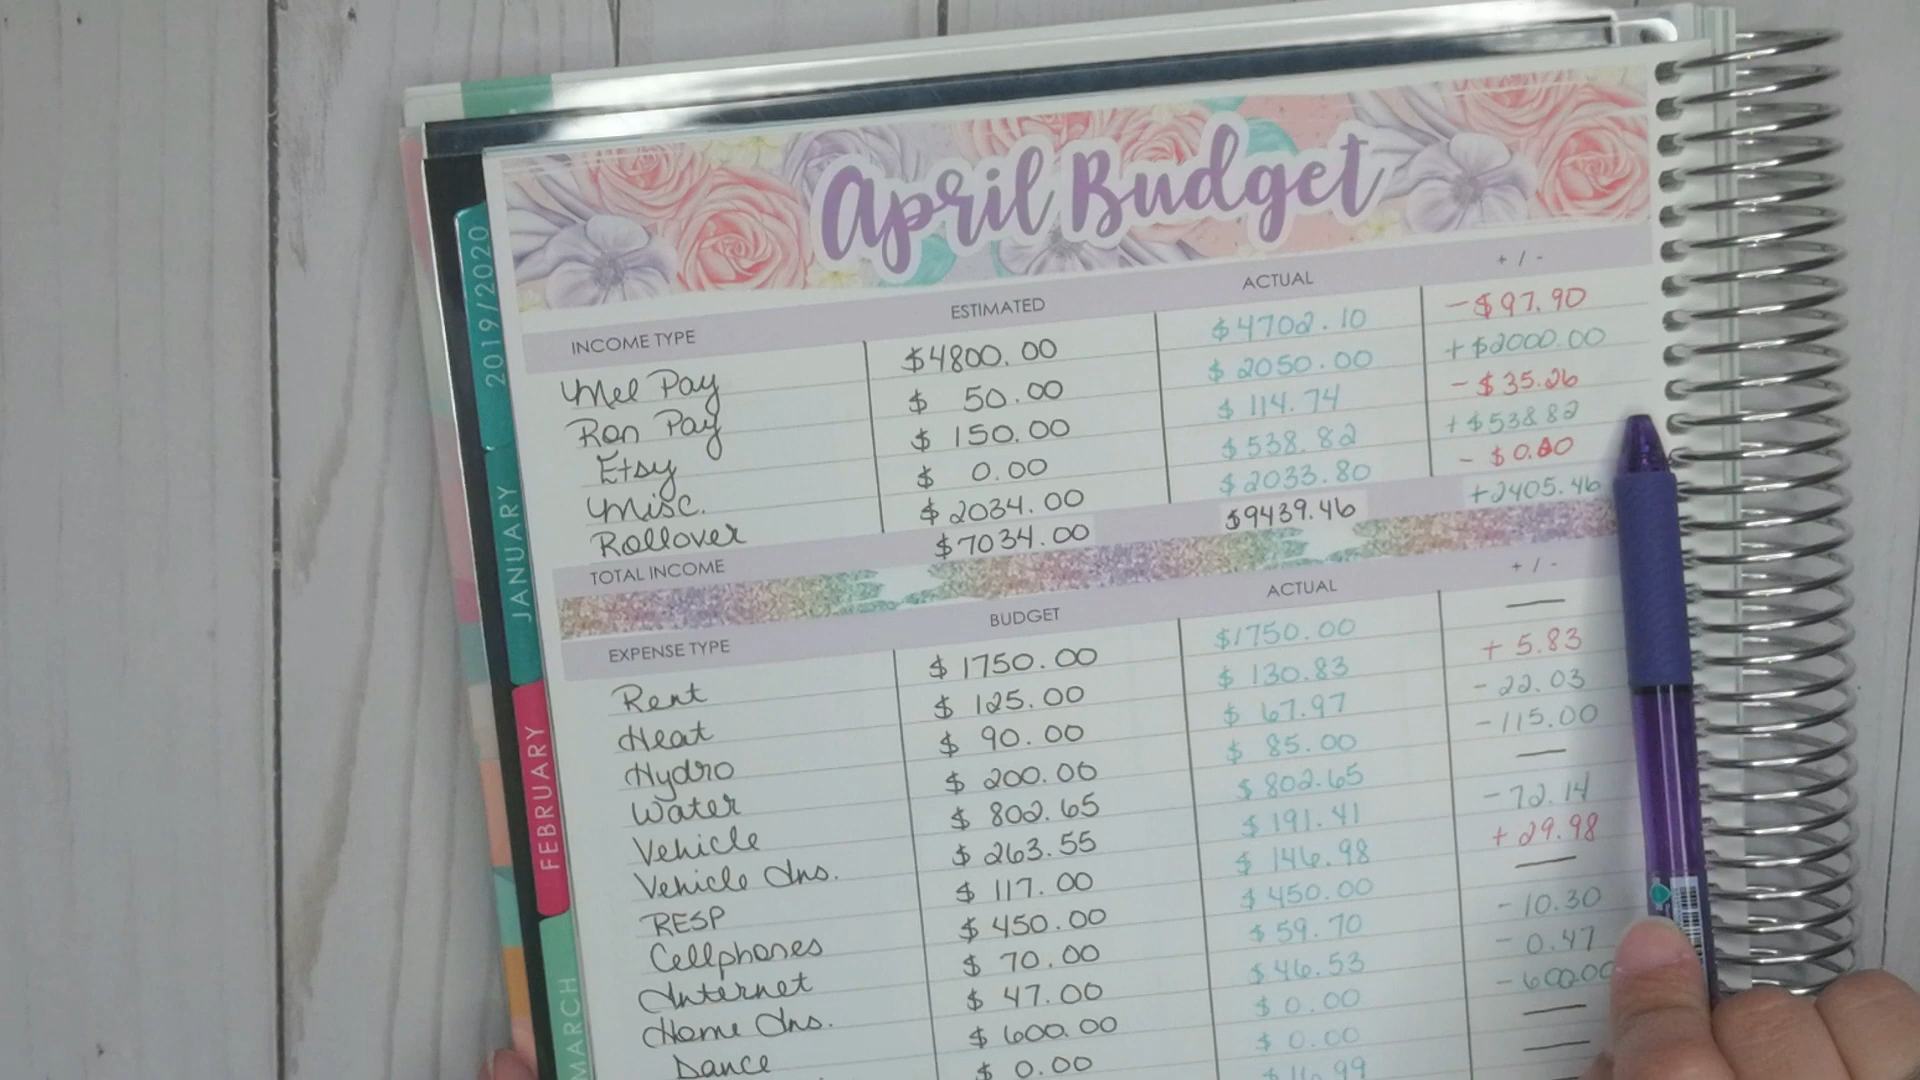 2019/2020
JANUARY
FEBRUARY
MARCH
April Budget
INCOME TYPE ESTIMATED ACTUAL + / -
Mel Pay $4800.00 $4702.10 - $97.90
Ron Pay $ 50.00 $ 2050.00 + $2000.00
Etsy $ 150.00 $ 114.74 - $35.26
Misc. $ 0.00 $538.82 + $538.82
Rollover $ 2034.00 $2033.80 -
TOTAL INCOME $7034.00 $9439.46 +2405.46
EXPENSE TYPE BUDGET ACTUAL + / -
Rent $ 1750.00 $1750.00 —
Heat $ 125.00 $ 130.83 + 5.83
Hydro $ 90.00 $ 67.97 - 22.03
Water $ 200.00 $ 85.00 - 115.00
Vehicle $ 802.65 $ 802.65 —
Vehicle Ins. $ 263.55 $ 191.41 - 72.14
RESP $ 117.00 $ 146.98 + 29.98
Cellphones $ 450.00 $ 450.00 —
Internet $ 70.00 $ 59.70 - 10.30
Home Ins. $ 47.00 $ 46.53 - 0.47
Dance $ 600.00 $ 0.00 - 600.00
$ 0.00 $ 0.00 —
$16.99 —